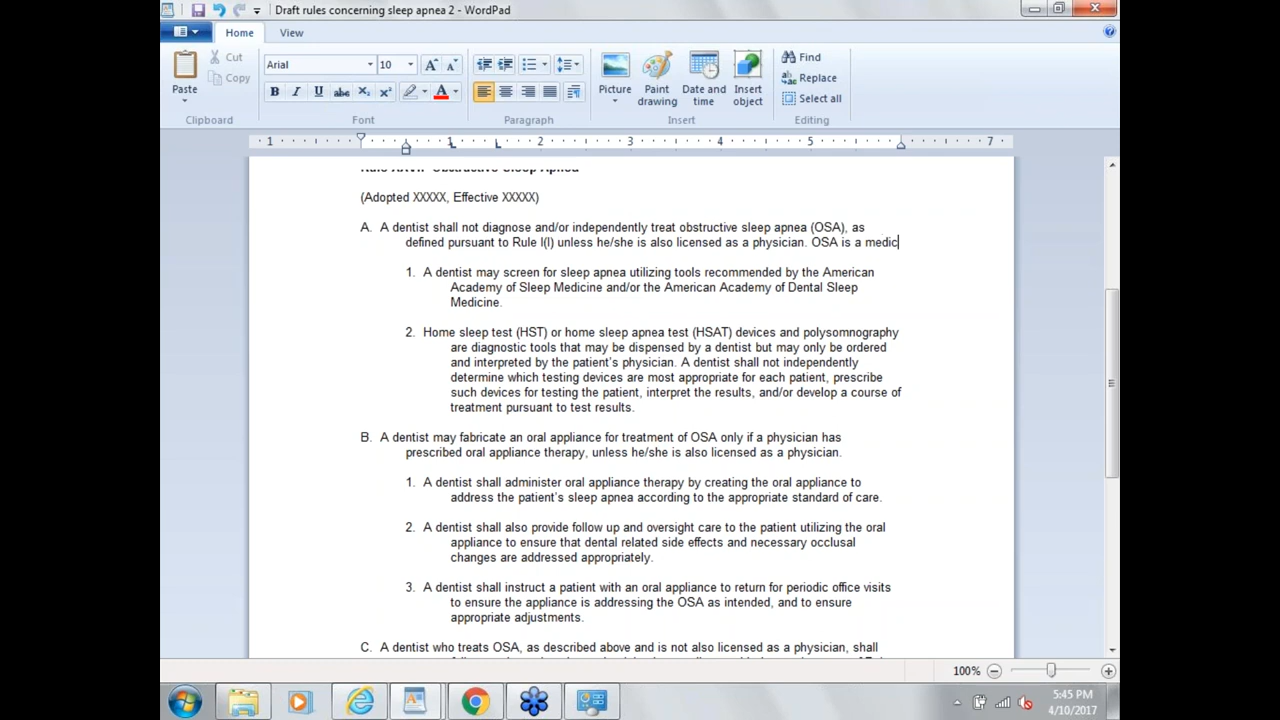 Draft rules concerning sleep apnea 2 - WordPad
Home View
Cut
Copy
Paste
Clipboard
Arial 10
Font
Paragraph
Picture
Paint drawing
Date and time
Insert object
Insert
Find
Replace
Select all
Editing
1 1 2 3 4 5 7
Rule XXVII Obstructive Sleep Apnea
(Adopted XXXXX, Effective XXXXX)
A. A dentist shall not diagnose and/or independently treat obstructive sleep apnea (OSA), as
defined pursuant to Rule I(I) unless he/she is also licensed as a physician. OSA is a medic
1. A dentist may screen for sleep apnea utilizing tools recommended by the American
Academy of Sleep Medicine and/or the American Academy of Dental Sleep
Medicine.
2. Home sleep test (HST) or home sleep apnea test (HSAT) devices and polysomnography
are diagnostic tools that may be dispensed by a dentist but may only be ordered
and interpreted by the patient's physician. A dentist shall not independently
determine which testing devices are most appropriate for each patient, prescribe
such devices for testing the patient, interpret the results, and/or develop a course of
treatment pursuant to test results.
B. A dentist may fabricate an oral appliance for treatment of OSA only if a physician has
prescribed oral appliance therapy, unless he/she is also licensed as a physician.
1. A dentist shall administer oral appliance therapy by creating the oral appliance to
address the patient's sleep apnea according to the appropriate standard of care.
2. A dentist shall also provide follow up and oversight care to the patient utilizing the oral
appliance to ensure that dental related side effects and necessary occlusal
changes are addressed appropriately.
3. A dentist shall instruct a patient with an oral appliance to return for periodic office visits
to ensure the appliance is addressing the OSA as intended, and to ensure
appropriate adjustments.
C. A dentist who treats OSA, as described above and is not also licensed as a physician, shall
100%
5:45 PM
4/10/2017